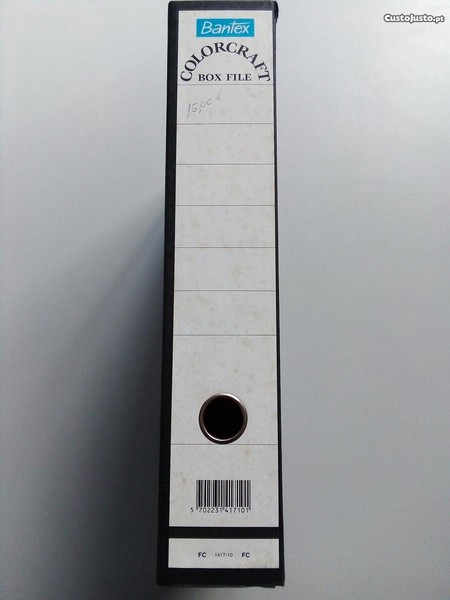 CustoJusto.pt
Bantex
COLORCRAFT
BOX FILE
15,00 €
5 702231 417101
FC 1417-10 FC